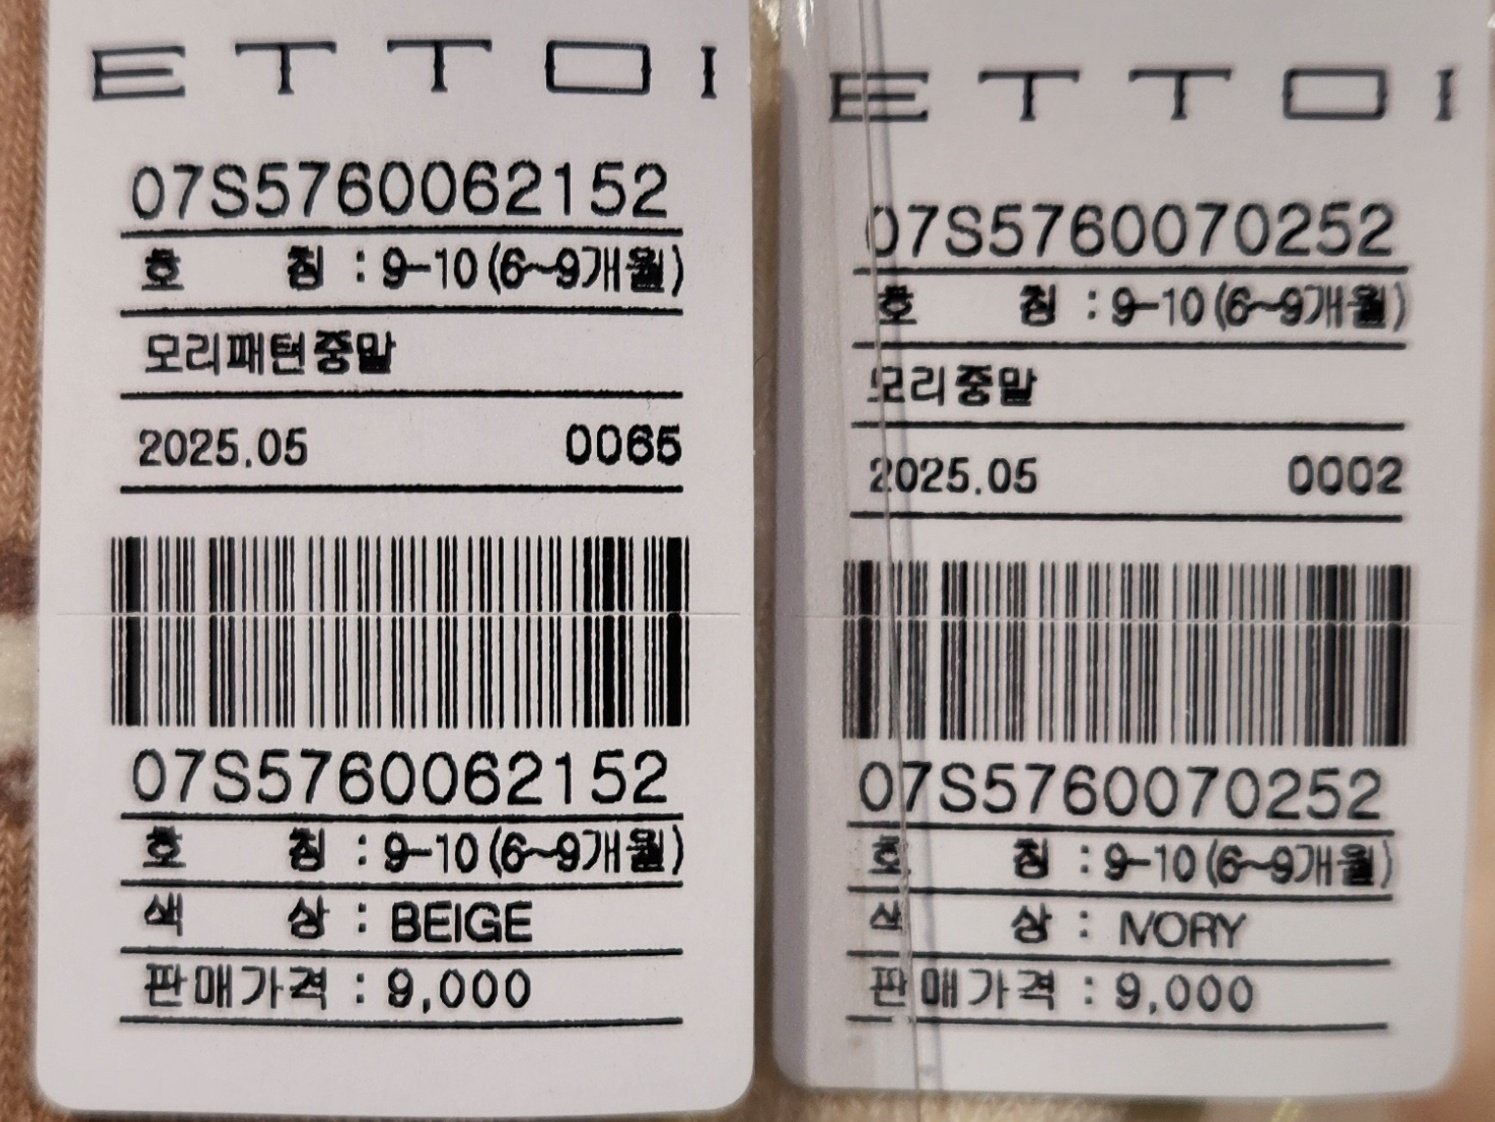 ETTOI
07S5760062152
호 칭 : 9-10(6~9개월)
모리패턴중말
2025.05 0065
07S5760062152
호 칭 : 9-10(6~9개월)
색 상 : BEIGE
판매가격 : 9,000
ETTOI
07S5760070252
호 칭 : 9-10(6~9개월)
모리중말
2025.05 0002
07S5760070252
호 칭 : 9-10(6~9개월)
색 상 : IVORY
판매가격 : 9,000